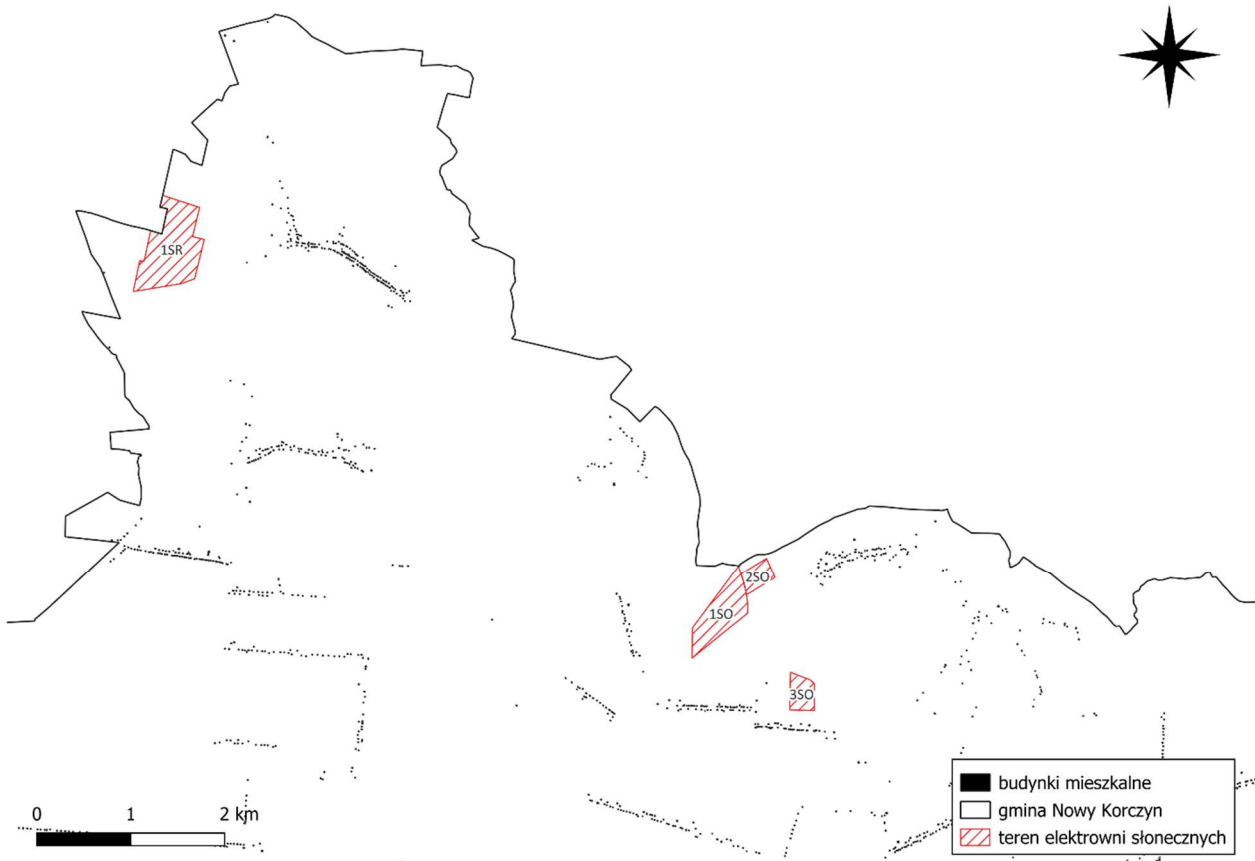 1SR
2SO
1SO
3SO
0 1 2 km
budynki mieszkalne
gmina Nowy Korczyn
teren elektrowni słonecznych